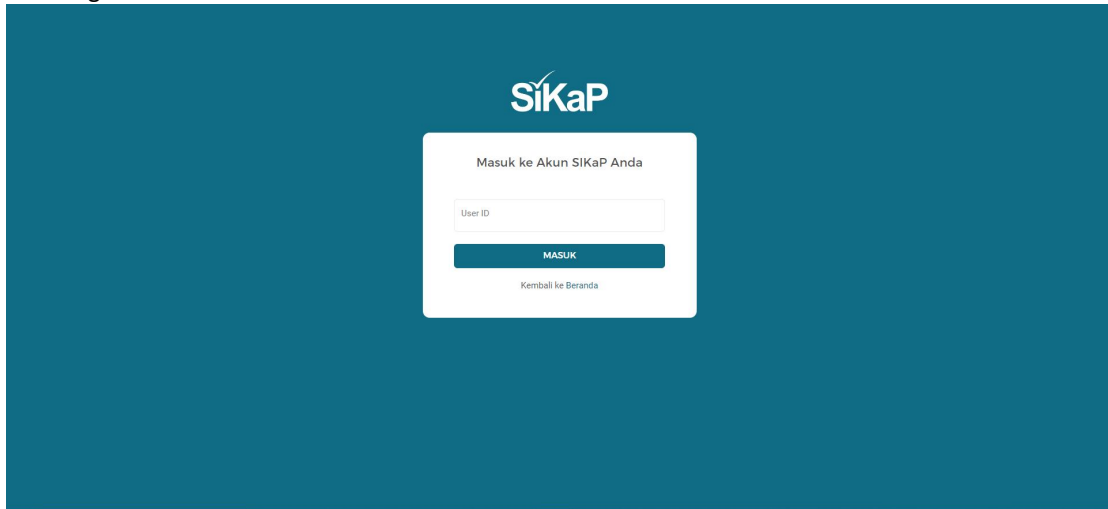 SiKaP
Masuk ke Akun SIKaP Anda
User ID
MASUK
Kembali ke Beranda